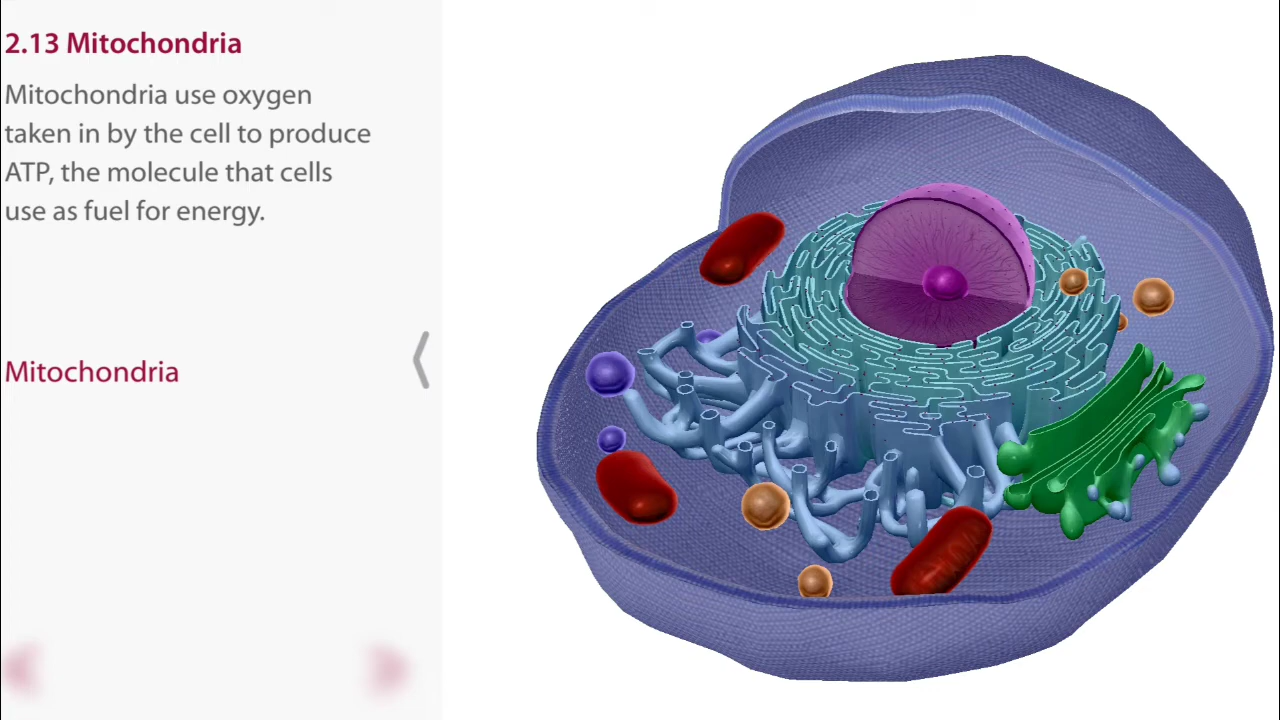 2.13 Mitochondria
Mitochondria use oxygen
taken in by the cell to produce
ATP, the molecule that cells
use as fuel for energy.
Mitochondria